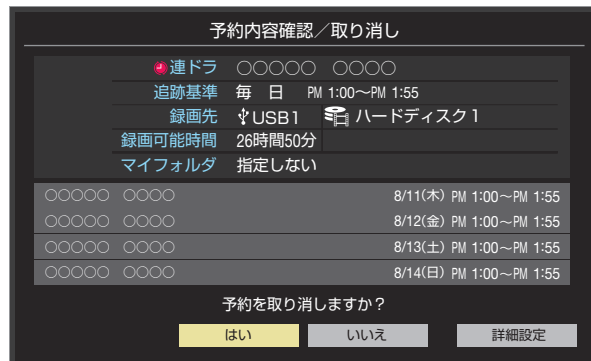 予約内容確認／取り消し
連ドラ ○○○○○ ○○○○
追跡基準 毎 日 PM 1:00～PM 1:55
録画先 USB1 ハードディスク1
録画可能時間 26時間50分
マイフォルダ 指定しない
○○○○○ ○○○○ 8/11(木) PM 1:00～PM 1:55
○○○○○ ○○○○ 8/12(金) PM 1:00～PM 1:55
○○○○○ ○○○○ 8/13(土) PM 1:00～PM 1:55
○○○○○ ○○○○ 8/14(日) PM 1:00～PM 1:55
予約を取り消しますか？
はい いいえ 詳細設定